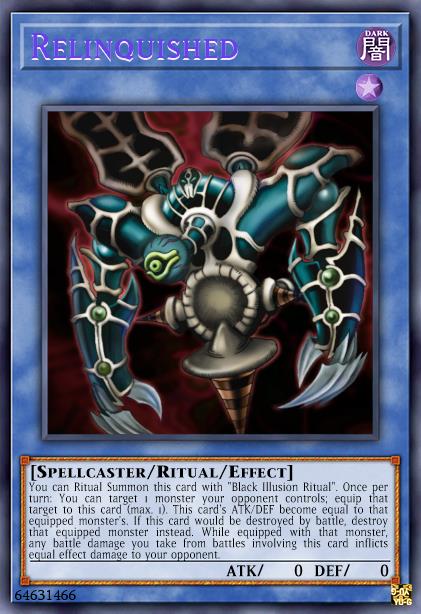 Relinquished
DARK
闇
[Spellcaster/Ritual/Effect]
You can Ritual Summon this card with "Black Illusion Ritual". Once per
turn: You can target 1 monster your opponent controls; equip that
target to this card (max. 1). This card's ATK/DEF become equal to that
equipped monster's. If this card would be destroyed by battle, destroy
that equipped monster instead. While equipped with that monster,
any battle damage you take from battles involving this card inflicts
equal effect damage to your opponent.
ATK/ 0 DEF/ 0
64631466